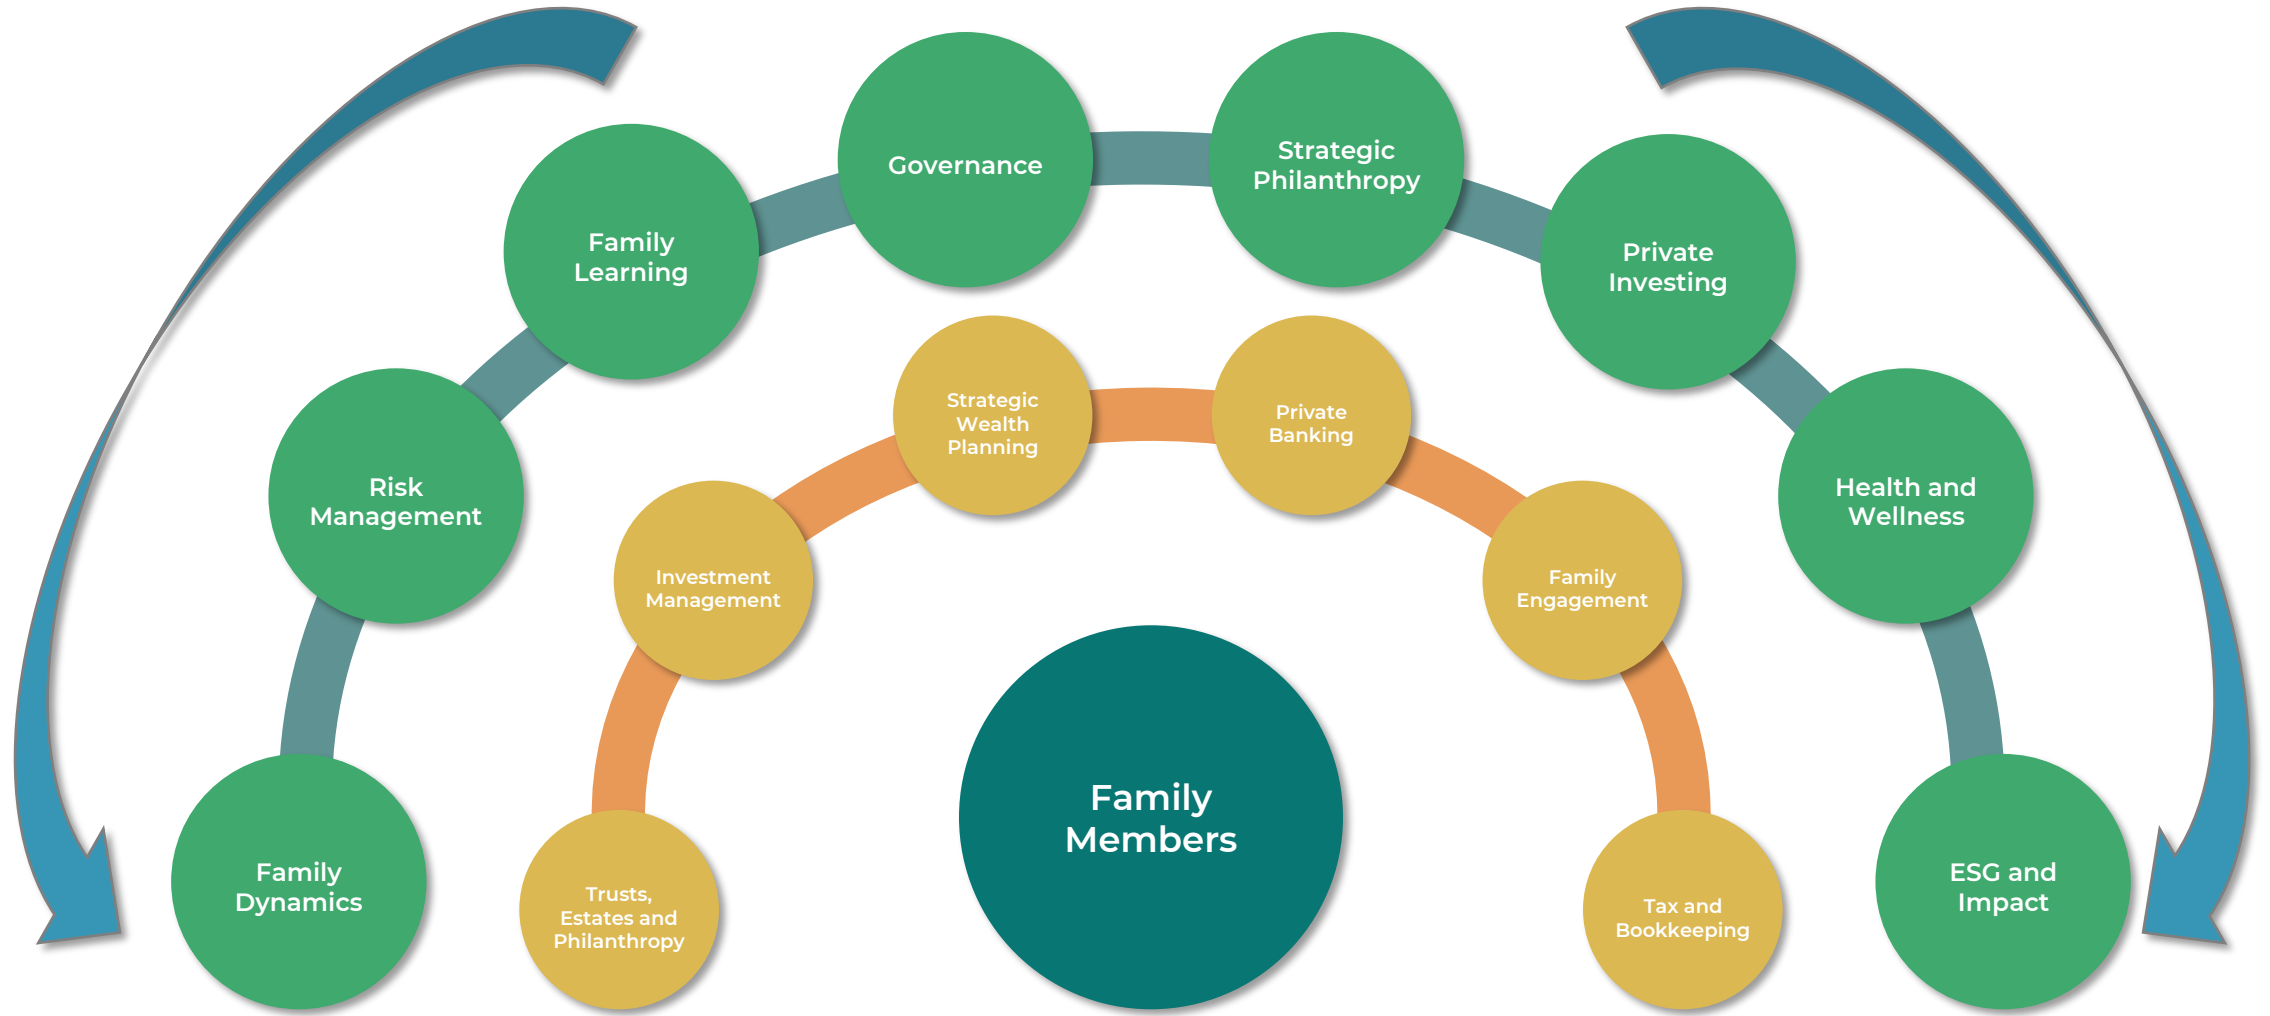 Governance
Strategic
Philanthropy
Family
Learning
Private
Investing
Risk
Management
Health and
Wellness
Family
Dynamics
ESG and
Impact
Strategic
Wealth
Planning
Private
Banking
Investment
Management
Family
Engagement
Trusts,
Estates and
Philanthropy
Tax and
Bookkeeping
Family
Members